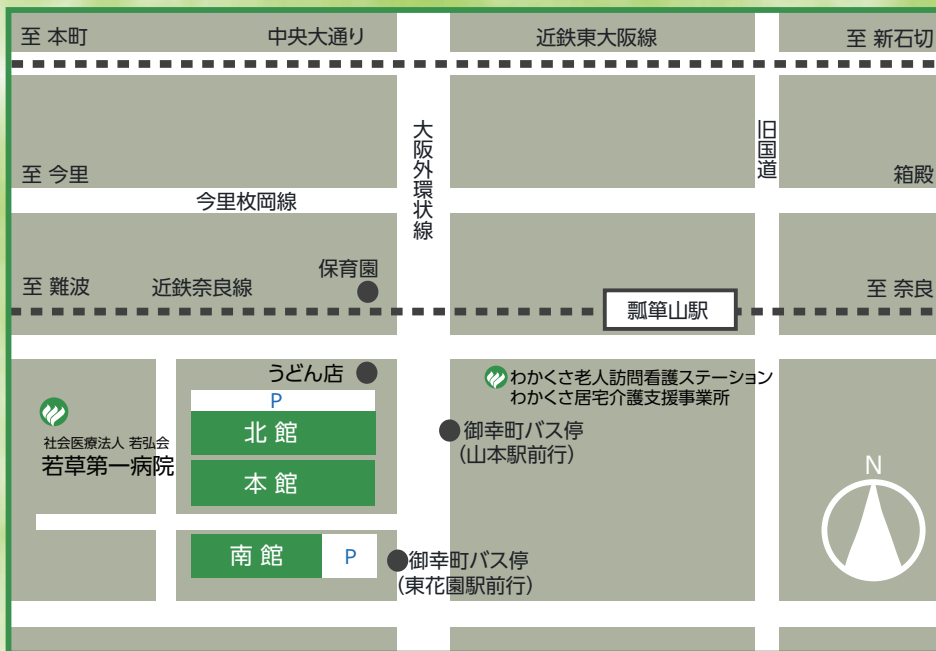 至 本町
中央大通り
近鉄東大阪線
至 新石切
大阪外環状線
旧国道
至 今里
今里枚岡線
箱殿
保育園
至 難波
近鉄奈良線
瓢箪山駅
至 奈良
うどん店
P
北館
本館
社会医療法人 若弘会
若草第一病院
わかくさ老人訪問看護ステーション
わかくさ居宅介護支援事業所
御幸町バス停
(山本駅前行)
N
南館
P
御幸町バス停
(東花園駅前行)